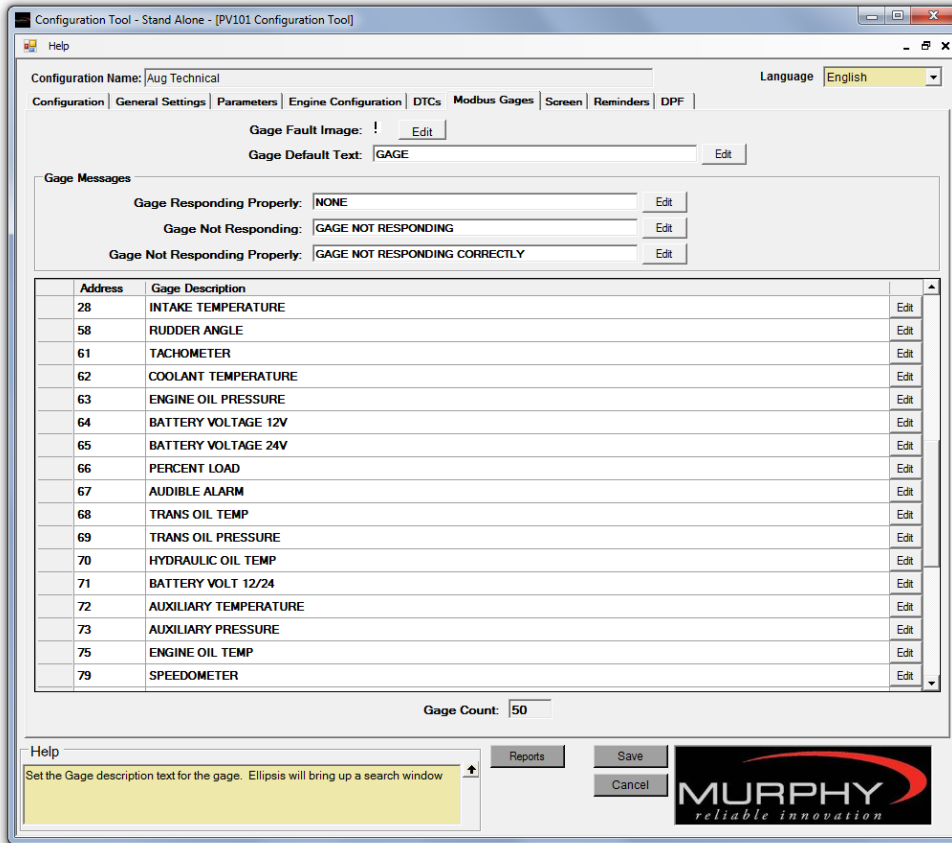 Configuration Tool - Stand Alone - [PV101 Configuration Tool]
Help
Configuration Name: Aug Technical
Language English
Configuration General Settings Parameters Engine Configuration DTCs Modbus Gages Screen Reminders DPF
Gage Fault Image: ! Edit
Gage Default Text: GAGE Edit
Gage Messages
Gage Responding Properly: NONE Edit
Gage Not Responding: GAGE NOT RESPONDING Edit
Gage Not Responding Properly: GAGE NOT RESPONDING CORRECTLY Edit
Address Gage Description
28 INTAKE TEMPERATURE Edit
58 RUDDER ANGLE Edit
61 TACHOMETER Edit
62 COOLANT TEMPERATURE Edit
63 ENGINE OIL PRESSURE Edit
64 BATTERY VOLTAGE 12V Edit
65 BATTERY VOLTAGE 24V Edit
66 PERCENT LOAD Edit
67 AUDIBLE ALARM Edit
68 TRANS OIL TEMP Edit
69 TRANS OIL PRESSURE Edit
70 HYDRAULIC OIL TEMP Edit
71 BATTERY VOLT 12/24 Edit
72 AUXILIARY TEMPERATURE Edit
73 AUXILIARY PRESSURE Edit
75 ENGINE OIL TEMP Edit
79 SPEEDOMETER Edit
Gage Count: 50
Help
Set the Gage description text for the gage. Ellipsis will bring up a search window
Reports
Save
Cancel
MURPHY
reliable innovation